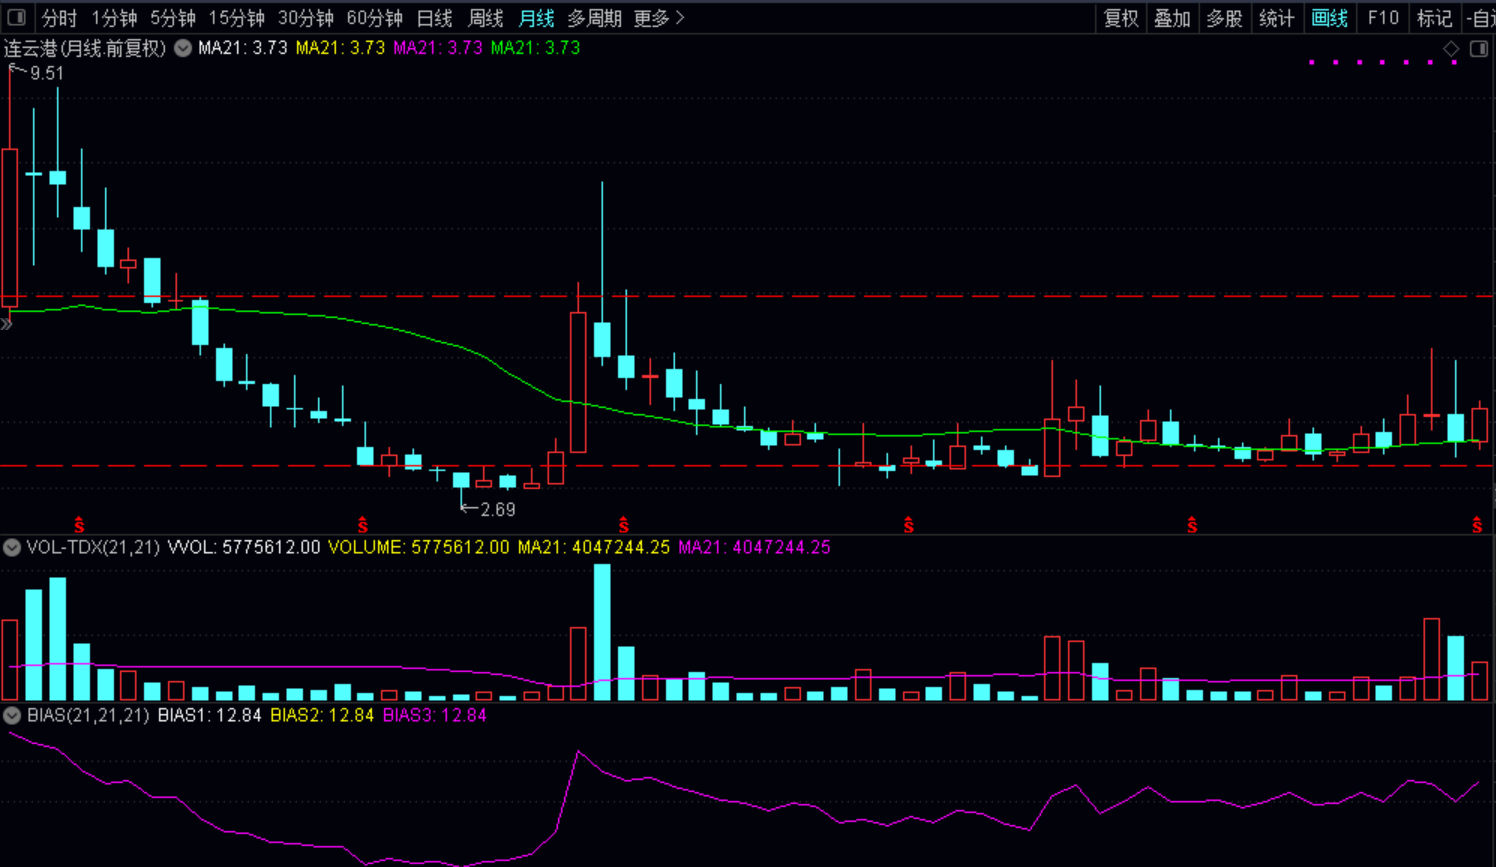 分时 1分钟 5分钟 15分钟 30分钟 60分钟 日线 周线 月线 多周期 更多 复权 叠加 多股 统计 画线 F10 标记 -自
连云港(月线.前复权) MA21: 3.73 MA21: 3.73 MA21: 3.73 MA21: 3.73
9.51
2.69
S S S S S S
VOL-TDX(21,21) VVOL: 5775612.00 VOLUME: 5775612.00 MA21: 4047244.25 MA21: 4047244.25
BIAS(21,21,21) BIAS1: 12.84 BIAS2: 12.84 BIAS3: 12.84